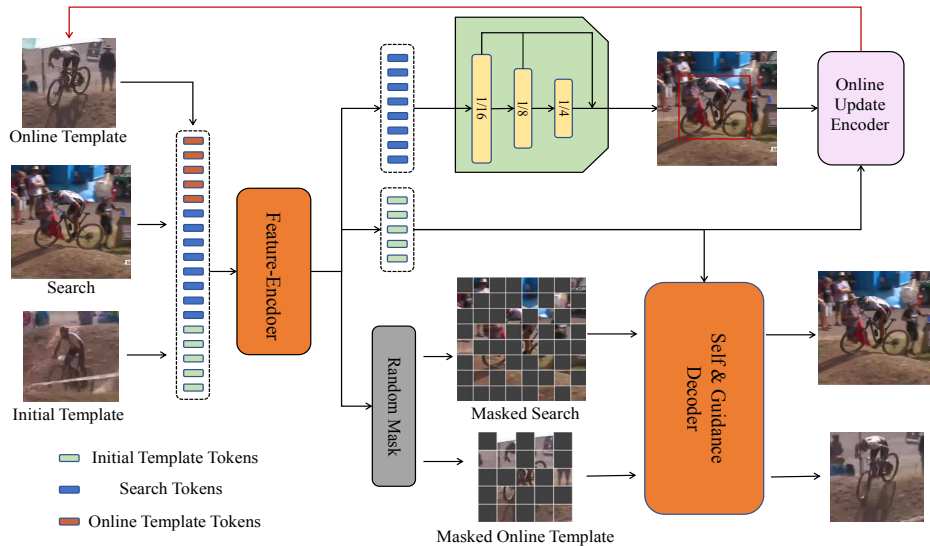 Online Template
Search
Initial Template
Feature-Encdoer
1/16
1/8
1/4
Online
Update
Encoder
Random Mask
Masked Search
Masked Online Template
Self & Guidance
Decoder
Initial Template Tokens
Search Tokens
Online Template Tokens